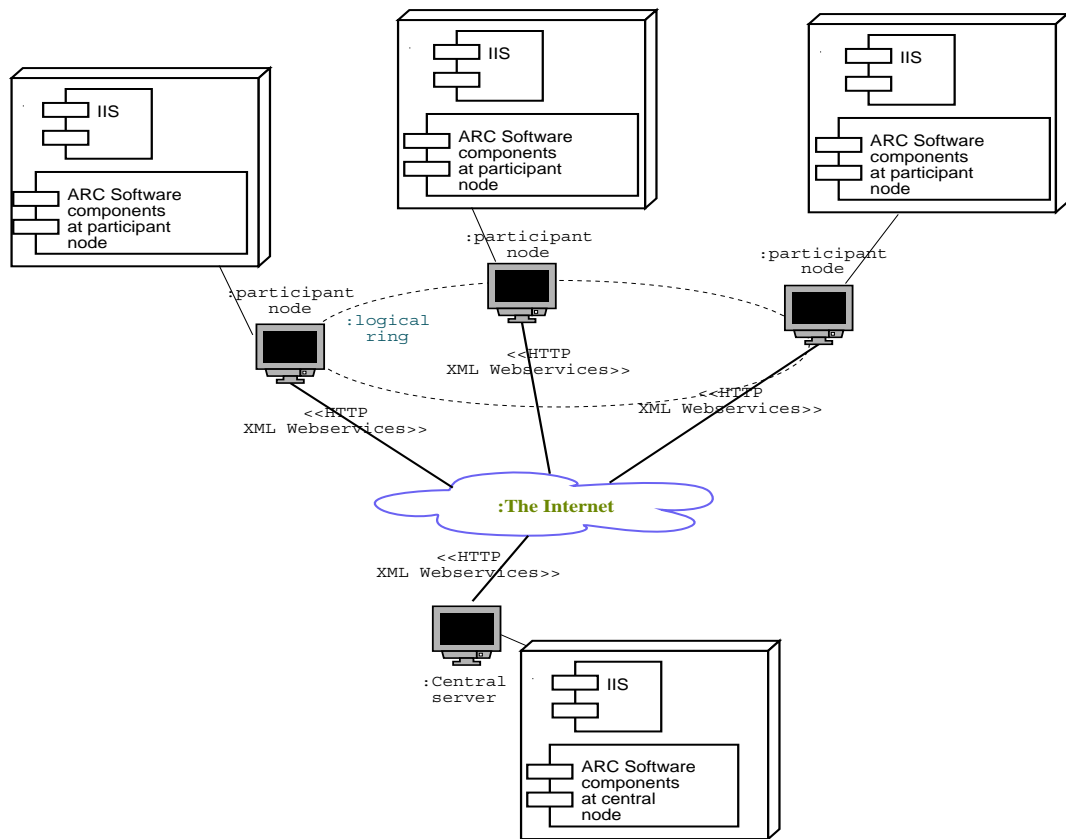 IIS
ARC Software
components
at participant
node
IIS
ARC Software
components
at participant
node
IIS
ARC Software
components
at participant
node
:participant
node
:participant
node
:participant
node
:logical
ring
<<HTTP
XML Webservices>>
<<HTTP
XML Webservices>>
<<HTTP
XML Webservices>>
:The Internet
<<HTTP
XML Webservices>>
:Central
server
IIS
ARC Software
components
at central
node